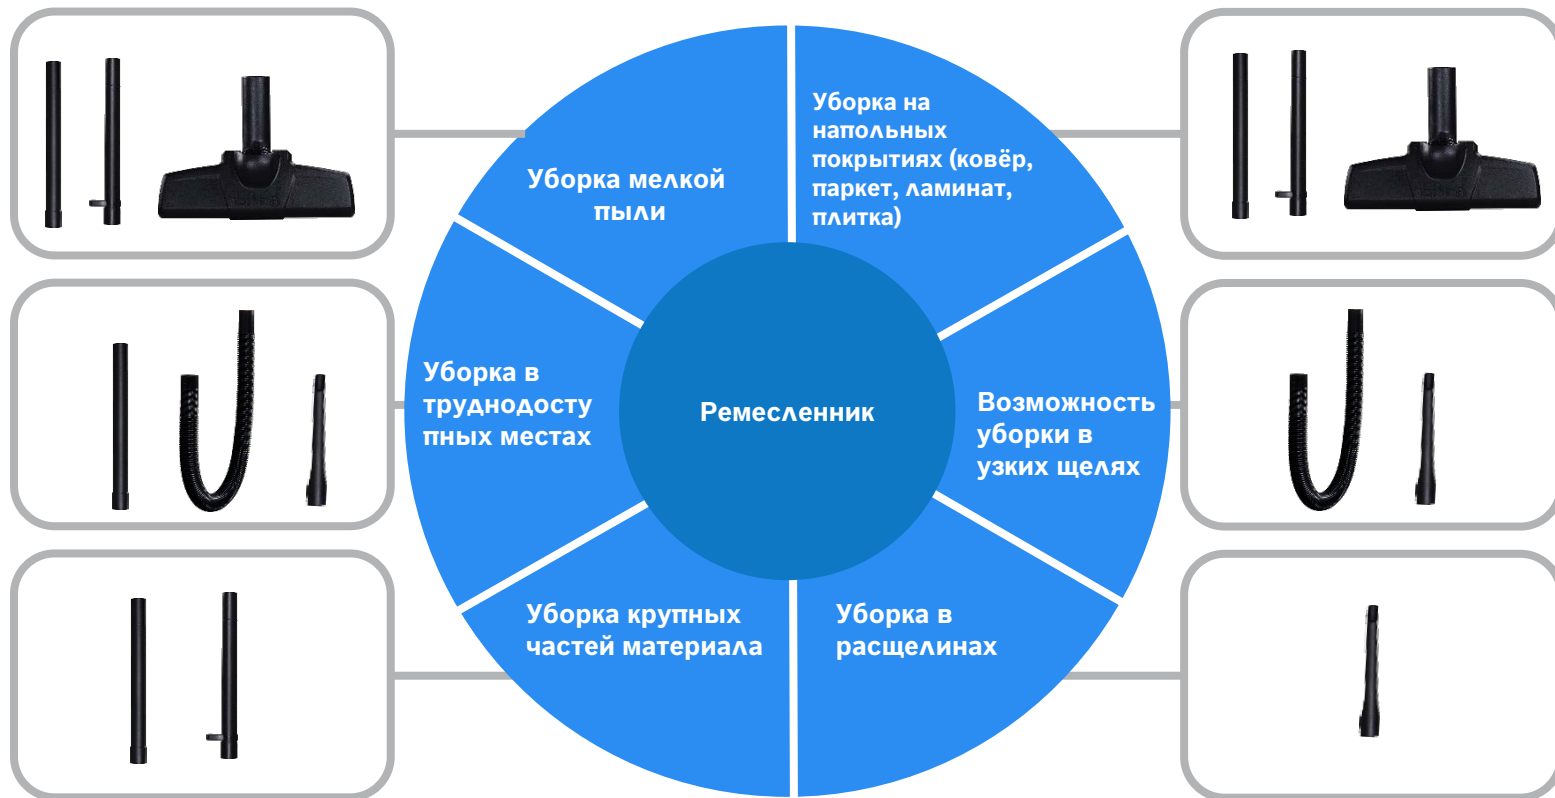 Уборка на
напольных
покрытиях (ковёр,
паркет, ламинат,
плитка)
Уборка мелкой
пыли
Уборка в
труднодосту
пных местах
Ремесленник
Возможность
уборки в
узких щелях
Уборка крупных
частей материала
Уборка в
расщелинах